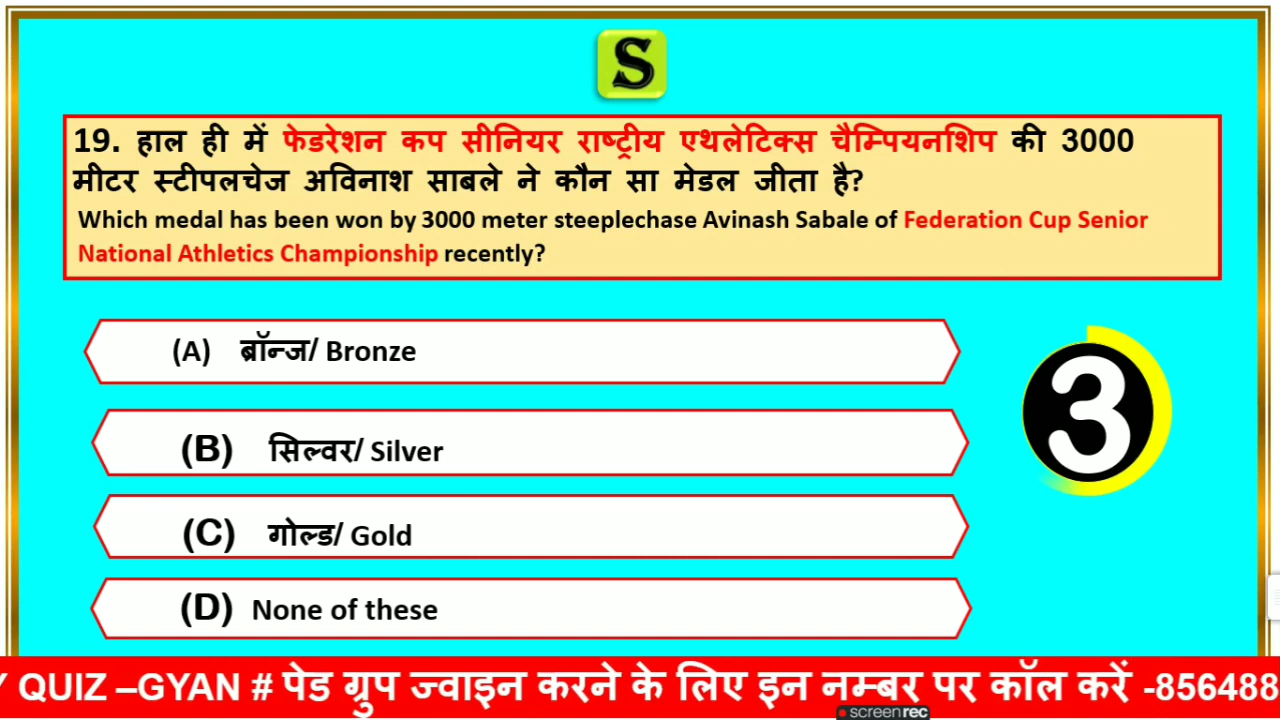 S
19. हाल ही में फेडरेशन कप सीनियर राष्ट्रीय एथलेटिक्स चैम्पियनशिप की 3000
मीटर स्टीपलचेज अविनाश साबले ने कौन सा मेडल जीता है?
Which medal has been won by 3000 meter steeplechase Avinash Sabale of Federation Cup Senior
National Athletics Championship recently?
(A) ब्रॉन्ज/ Bronze
3
(B) सिल्वर/ Silver
(C) गोल्ड/ Gold
(D) None of these
Y QUIZ –GYAN # पेड ग्रुप ज्वाइन करने के लिए इन नम्बर पर कॉल करें -856488
screenrec